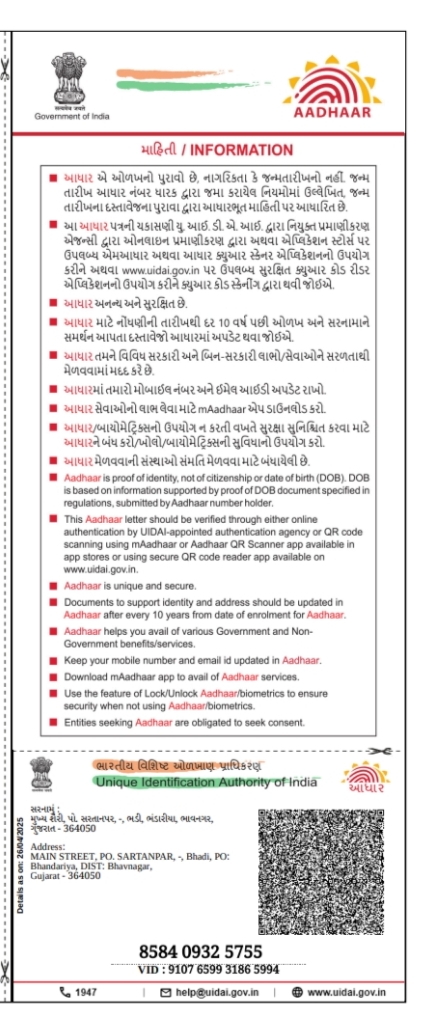 सत्यमेव जयते
Government of India
AADHAAR
માહિતી / INFORMATION
■ આધાર એ ઓળખનો પુરાવો છે, નાગરિકતા કે જન્મતારીખનો નહીં. જન્મ
તારીખ આધાર નંબર ધારક દ્વારા જમા કરાયેલ નિયમોમાં ઉલ્લેખિત, જન્મ
તારીખના દસ્તાવેજના પુરાવા દ્વારા આધારભૂત માહિતી પર આધારિત છે.
■ આ આધાર પત્રની ચકાસણી યુ. આઈ. ડી. એ. આઈ. દ્વારા નિયુક્ત પ્રમાણીકરણ
એજન્સી દ્વારા ઓનલાઇન પ્રમાણીકરણ દ્વારા અથવા એપ્લિકેશન સ્ટોર્સ પર
ઉપલબ્ધ એમઆધાર અથવા આધાર ક્યુઆર સ્કેનર એપ્લિકેશનનો ઉપયોગ
કરીને અથવા www.uidai.gov.in પર ઉપલબ્ધ સુરક્ષિત ક્યુઆર કોડ રીડર
એપ્લિકેશનનો ઉપયોગ કરીને ક્યુઆર કોડ સ્કેનીંગ દ્વારા થવી જોઈએ.
■ આધાર અનન્ય અને સુરક્ષિત છે.
■ આધાર માટે નોંધણીની તારીખથી દર 10 વર્ષ પછી ઓળખ અને સરનામાને
સમર્થન આપતા દસ્તાવેજો આધારમાં અપડેટ થવા જોઈએ.
■ આધાર તમને વિવિધ સરકારી અને બિન-સરકારી લાભો/સેવાઓને સરળતાથી
મેળવવામાં મદદ કરે છે.
■ આધારમાં તમારો મોબાઈલ નંબર અને ઈમેલ આઈડી અપડેટ રાખો.
■ આધાર સેવાઓનો લાભ લેવા માટે mAadhaar એપ ડાઉનલોડ કરો.
■ આધાર/બાયોમેટ્રિક્સનો ઉપયોગ ન કરતી વખતે સુરક્ષા સુનિશ્ચિત કરવા માટે
આધારને બંધ કરો/ખોલો/બાયોમેટ્રિક્સની સુવિધાનો ઉપયોગ કરો.
■ આધાર મેળવવાની સંસ્થાઓ સંમતિ મેળવવા માટે બંધાયેલી છે.
■ Aadhaar is proof of identity, not of citizenship or date of birth (DOB). DOB
is based on information supported by proof of DOB document specified in
regulations, submitted by Aadhaar number holder.
■ This Aadhaar letter should be verified through either online
authentication by UIDAI-appointed authentication agency or QR code
scanning using mAadhaar or Aadhaar QR Scanner app available in
app stores or using secure QR code reader app available on
www.uidai.gov.in.
■ Aadhaar is unique and secure.
■ Documents to support identity and address should be updated in
Aadhaar after every 10 years from date of enrolment for Aadhaar.
■ Aadhaar helps you avail of various Government and Non-
Government benefits/services.
■ Keep your mobile number and email id updated in Aadhaar.
■ Download mAadhaar app to avail of Aadhaar services.
■ Use the feature of Lock/Unlock Aadhaar/biometrics to ensure
security when not using Aadhaar/biometrics.
■ Entities seeking Aadhaar are obligated to seek consent.
ભારતીય વિશિષ્ટ ઓળખાણ પ્રાધિકરણ
Unique Identification Authority of India
આધાર
Details as on: 26/04/2025
સરનામું :
મુખ્ય શેરી, પો. સરતાનપર, -, ભડી, ભંડારીયા, ભાવનગર,
ગુજરાત - 364050
Address:
MAIN STREET, PO. SARTANPAR, -, Bhadi, PO:
Bhandariya, DIST: Bhavnagar,
Gujarat - 364050
8584 0932 5755
VID : 9107 6599 3186 5994
1947 | help@uidai.gov.in | www.uidai.gov.in